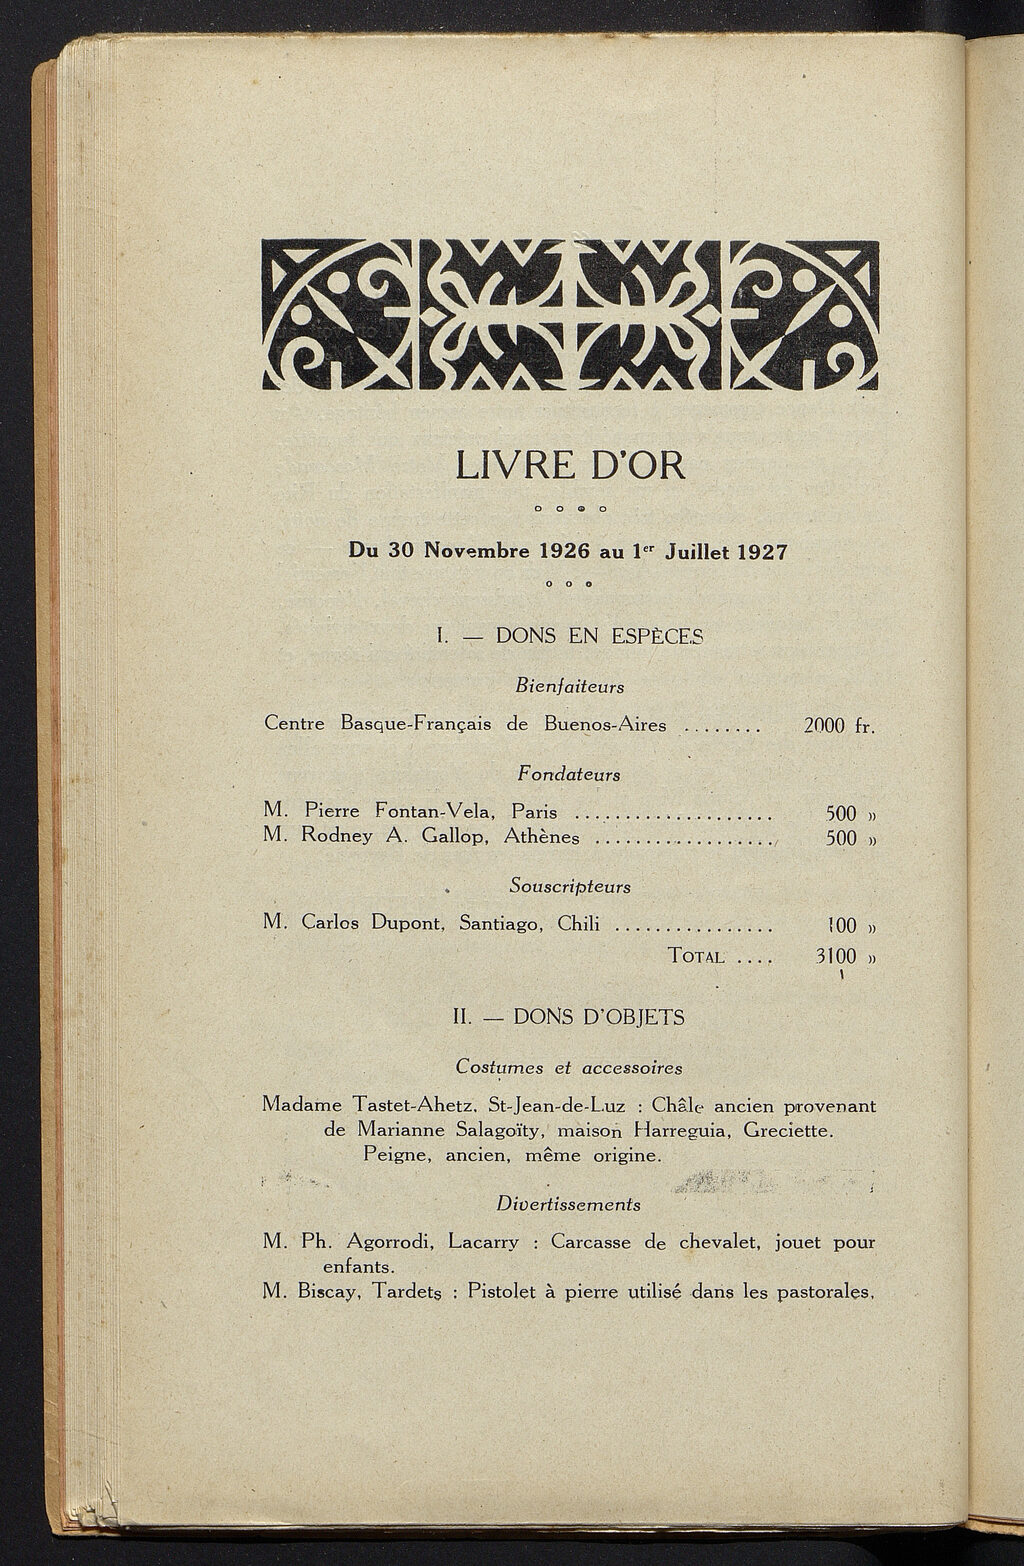 LIVRE D'OR
Du 30 Novembre 1926 au 1er Juillet 1927
I. — DONS EN ESPÈCES
Bienfaiteurs
Centre Basque-Français de Buenos-Aires ........ 2000 fr.
Fondateurs
M. Pierre Fontan-Vela, Paris .................... 500 »
M. Rodney A. Gallop, Athènes .................. 500 »
Souscripteurs
M. Carlos Dupont, Santiago, Chili ................ 100 »
TOTAL .... 3100 »
II. — DONS D'OBJETS
Costumes et accessoires
Madame Tastet-Ahetz, St-Jean-de-Luz : Châle ancien provenant
de Marianne Salagoïty, maison Harreguia, Greciette.
Peigne, ancien, même origine.
Divertissements
M. Ph. Agorrodi, Lacarry : Carcasse de chevalet, jouet pour
enfants.
M. Biscay, Tardets : Pistolet à pierre utilisé dans les pastorales,